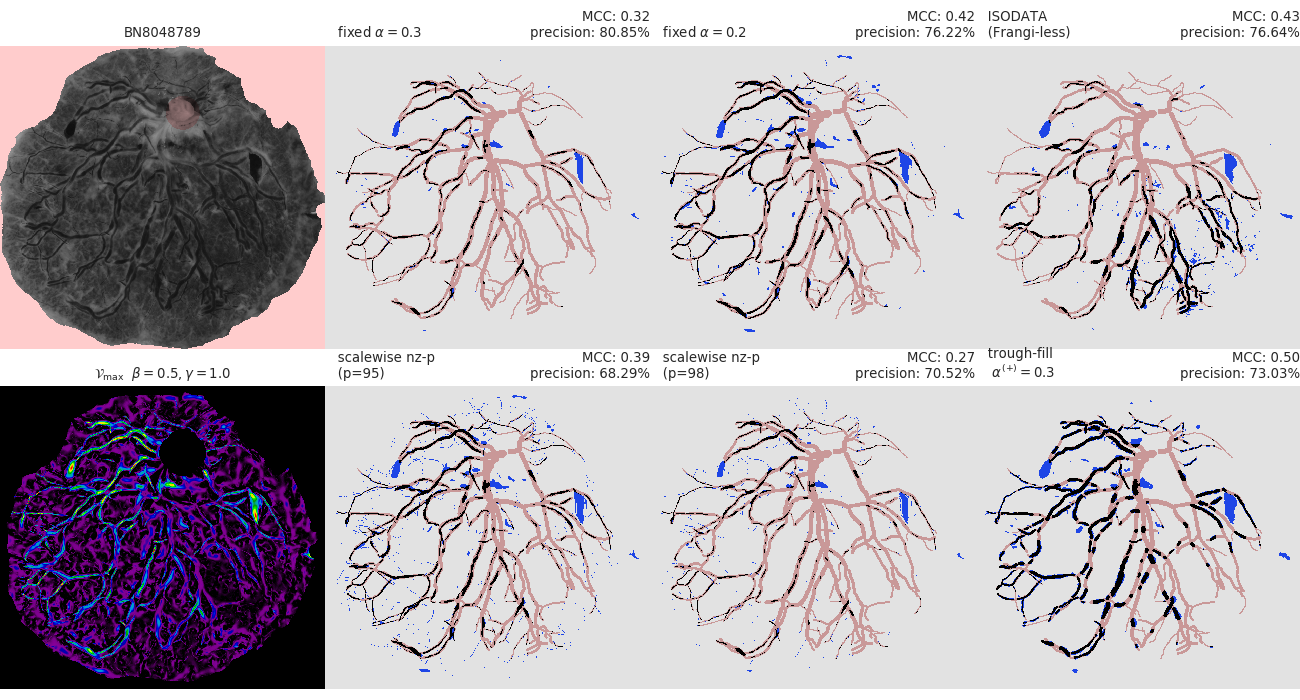 BN8048789
fixed α = 0.3
MCC: 0.32
precision: 80.85%
fixed α = 0.2
MCC: 0.42
precision: 76.22%
ISODATA
(Frangi-less)
MCC: 0.43
precision: 76.64%
𝒱max β = 0.5, γ = 1.0
scalewise nz-p
(p=95)
MCC: 0.39
precision: 68.29%
scalewise nz-p
(p=98)
MCC: 0.27
precision: 70.52%
trough-fill
α(+) = 0.3
MCC: 0.50
precision: 73.03%